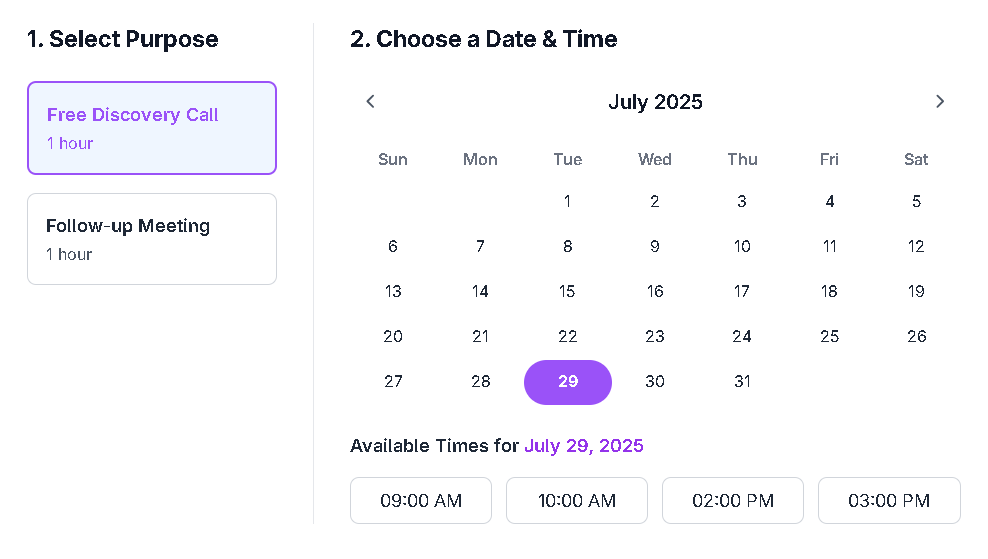 1. Select Purpose
Free Discovery Call
1 hour
Follow-up Meeting
1 hour
2. Choose a Date & Time
July 2025
Sun Mon Tue Wed Thu Fri Sat
1 2 3 4 5
6 7 8 9 10 11 12
13 14 15 16 17 18 19
20 21 22 23 24 25 26
27 28 29 30 31
Available Times for July 29, 2025
09:00 AM 10:00 AM 02:00 PM 03:00 PM